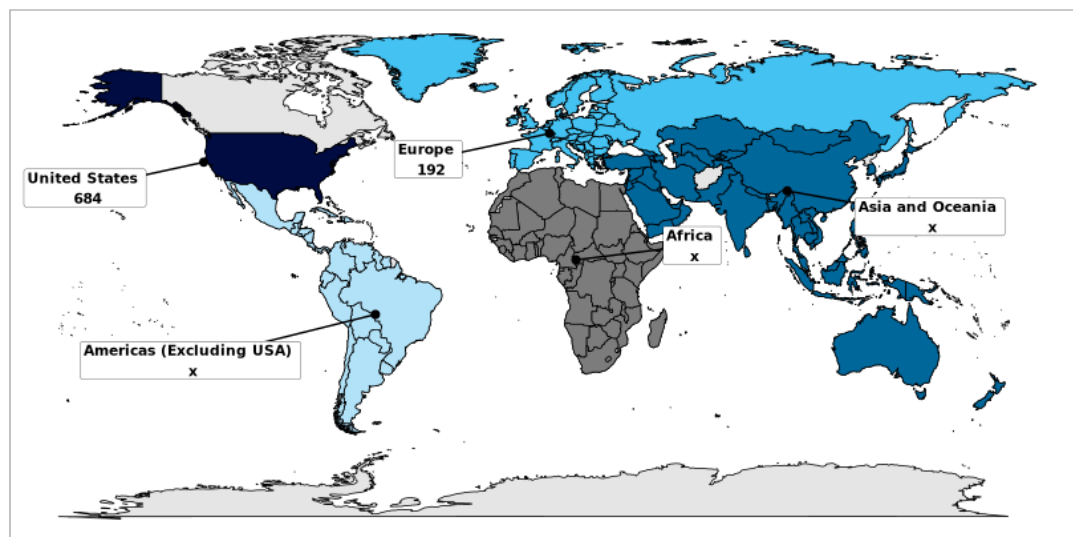 United States
684
Europe
192
Asia and Oceania
x
Africa
x
Americas (Excluding USA)
x